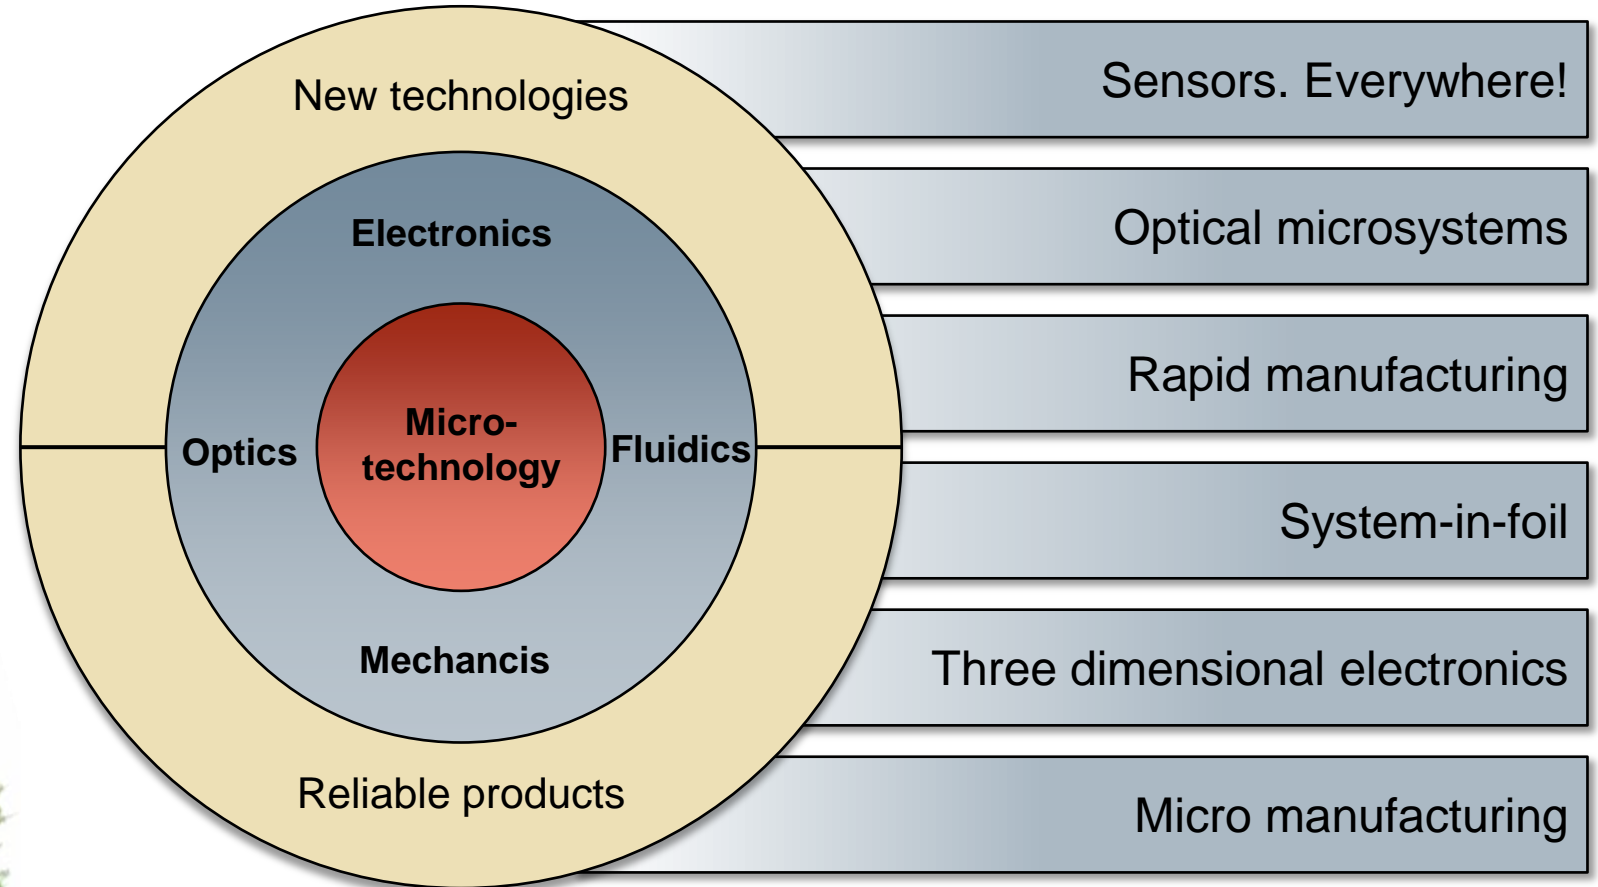 New technologies
Electronics
Optics
Micro-
technology
Fluidics
Mechancis
Reliable products
Sensors. Everywhere!
Optical microsystems
Rapid manufacturing
System-in-foil
Three dimensional electronics
Micro manufacturing